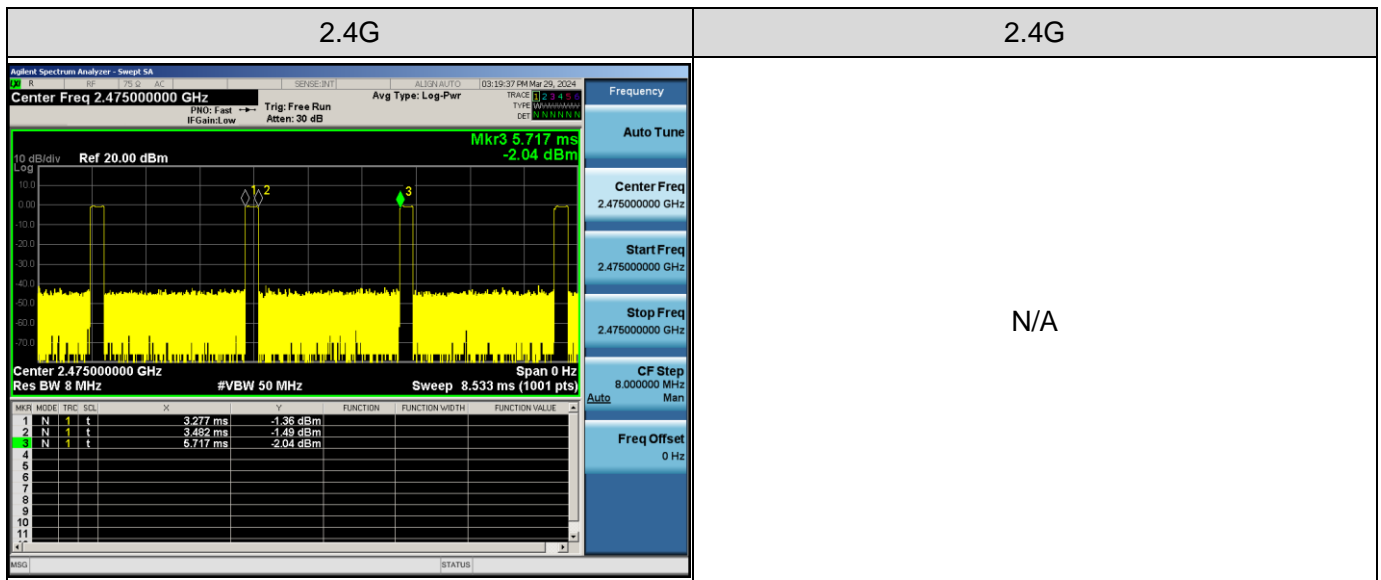 2.4G 2.4G
Agilent Spectrum Analyzer - Swept SA
R RF 75 Ω AC SENSE:INT ALIGN AUTO 03:19:37 PM Mar 29, 2024
Center Freq 2.475000000 GHz Avg Type: Log-Pwr TRACE 1 2 3 4 5 6
PNO: Fast Trig: Free Run TYPE
IFGain:Low Atten: 30 dB DET N N N N N N
Mkr3 5.717 ms
10 dB/div Ref 20.00 dBm -2.04 dBm
Log
10.0
0.00
-10.0
-20.0
-30.0
-40.0
-50.0
-60.0
-70.0
1 2 3
Center 2.475000000 GHz Span 0 Hz
Res BW 8 MHz #VBW 50 MHz Sweep 8.533 ms (1001 pts)
MKR MODE TRC SCL X Y FUNCTION FUNCTION WIDTH FUNCTION VALUE
1 N 1 t 3.277 ms -1.36 dBm
2 N 1 t 3.482 ms -1.49 dBm
3 N 1 t 5.717 ms -2.04 dBm
4
5
6
7
8
9
10
11
MSG STATUS
Frequency
Auto Tune
Center Freq
2.475000000 GHz
Start Freq
2.475000000 GHz
Stop Freq
2.475000000 GHz
CF Step
8.000000 MHz
Auto Man
Freq Offset
0 Hz
N/A